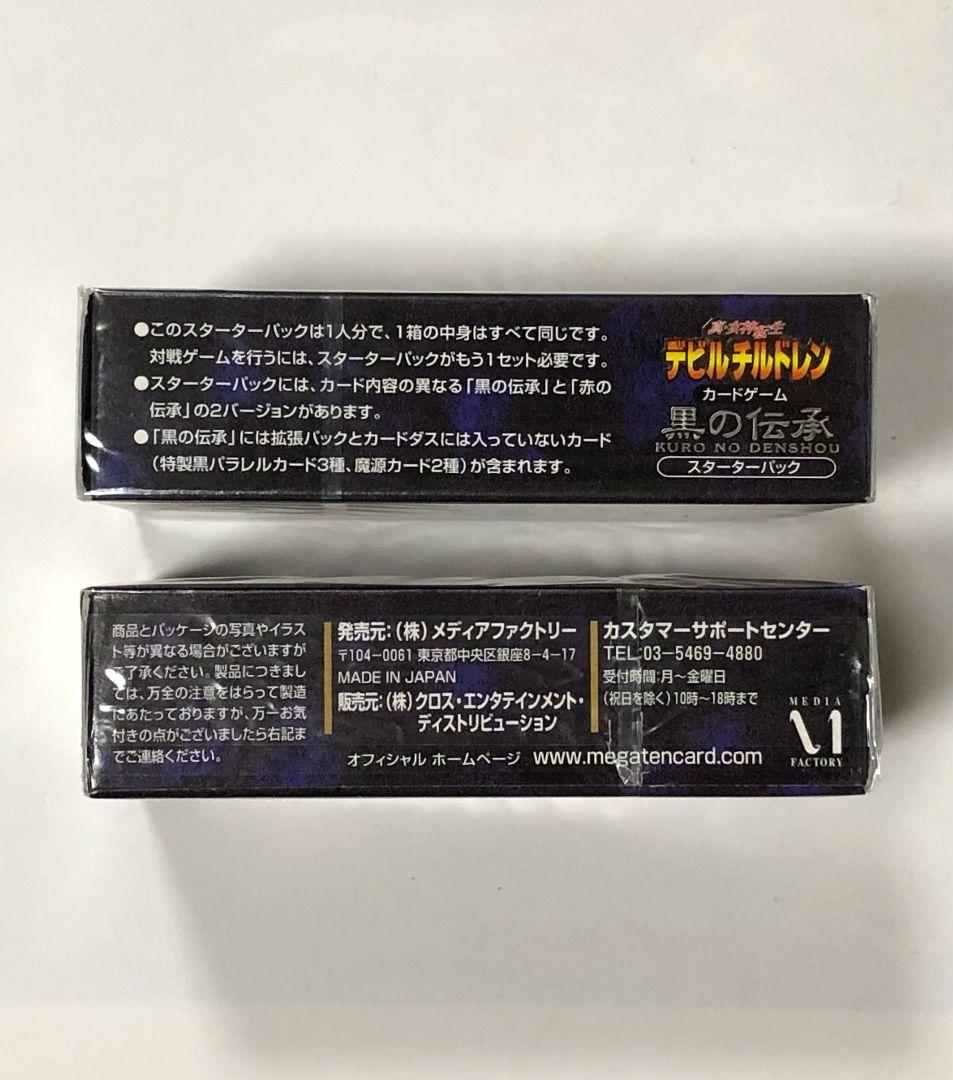 ●このスターターパックは1人分で、1箱の中身はすべて同じです。
対戦ゲームを行うには、スターターパックがもう1セット必要です。
●スターターパックには、カード内容の異なる「黒の伝承」と「赤の
伝承」の2バージョンがあります。
●「黒の伝承」には拡張パックとカードダスには入っていないカード
(特製黒パラレルカード3種、魔源カード2種)が含まれます。
真・女神転生
デビルチルドレン
カードゲーム
黒の伝承
KURO NO DENSHOU
スターターパック
商品とパッケージの写真やイラス
ト等が異なる場合がございますが
ご了承ください。製品につきまし
ては、万全の注意をはらって製造
にあたっておりますが、万一お気
付きの点がございましたら右記ま
でご連絡ください。
発売元:(株)メディアファクトリー
〒104-0061 東京都中央区銀座8-4-17
MADE IN JAPAN
販売元:(株)クロス・エンタテインメント・
ディストリビューション
カスタマーサポートセンター
TEL:03-5469-4880
受付時間:月〜金曜日
(祝日を除く)10時〜18時まで
オフィシャル ホームページ www.megatencard.com
MEDIA
FACTORY